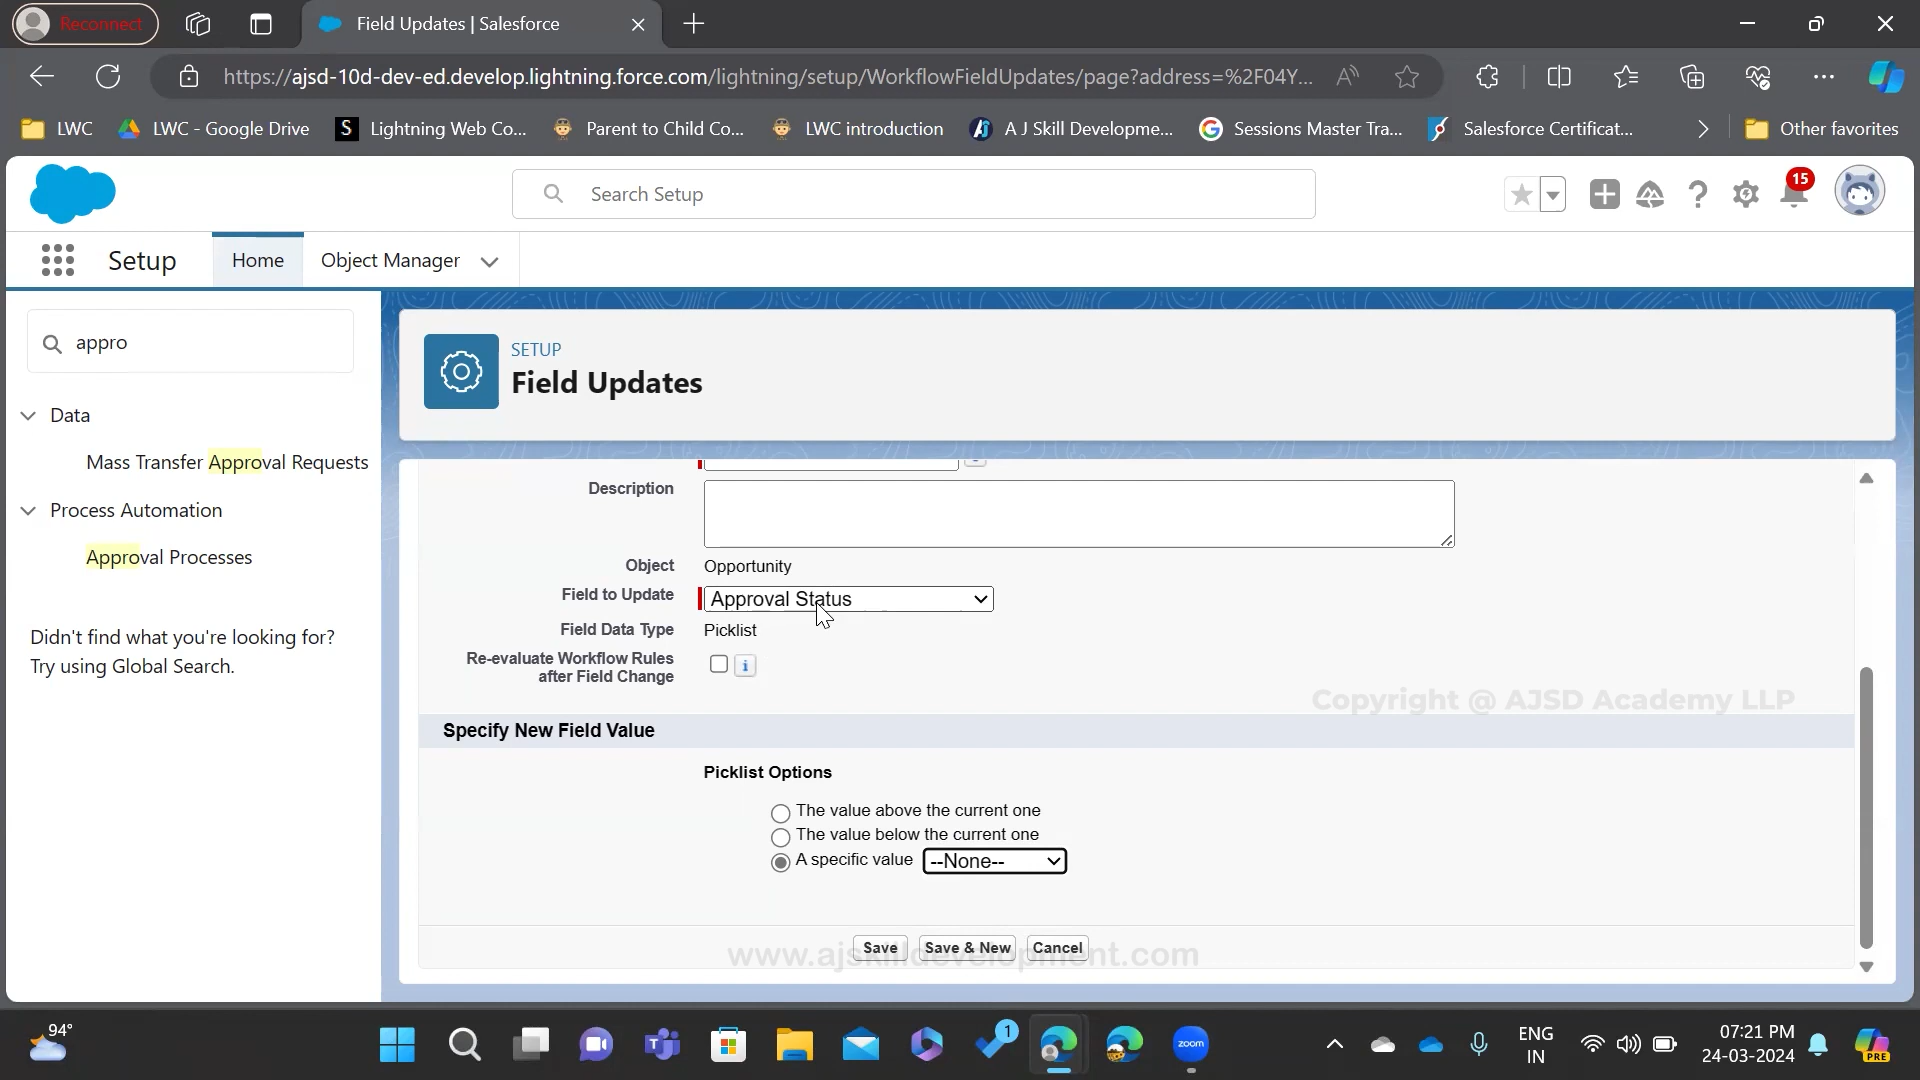 Reconnect
Field Updates | Salesforce
https://ajsd-10d-dev-ed.develop.lightning.force.com/lightning/setup/WorkflowFieldUpdates/page?address=%2F04Y...
LWC
LWC - Google Drive
Lightning Web Co...
Parent to Child Co...
LWC introduction
A J Skill Developme...
Sessions Master Tra...
Salesforce Certificat...
Other favorites
Search Setup
15
Setup
Home
Object Manager
appro
Data
Mass Transfer Approval Requests
Process Automation
Approval Processes
Didn't find what you're looking for?
Try using Global Search.
SETUP
Field Updates
Description
Object Opportunity
Field to Update Approval Status
Field Data Type Picklist
Re-evaluate Workflow Rules
after Field Change
Copyright @ AJSD Academy LLP
Specify New Field Value
Picklist Options
The value above the current one
The value below the current one
A specific value --None--
Save Save & New Cancel
www.ajskilldevelopment.com
94°
1
zoom
ENG
IN
07:21 PM
24-03-2024
PRE